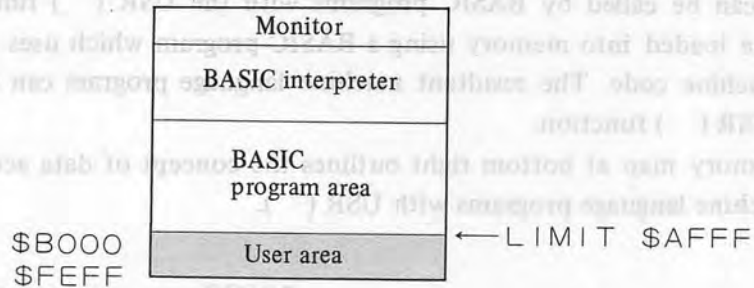 Monitor
BASIC interpreter
BASIC
program area
$B000
←LIMIT $AFFF
User area
$FEFF